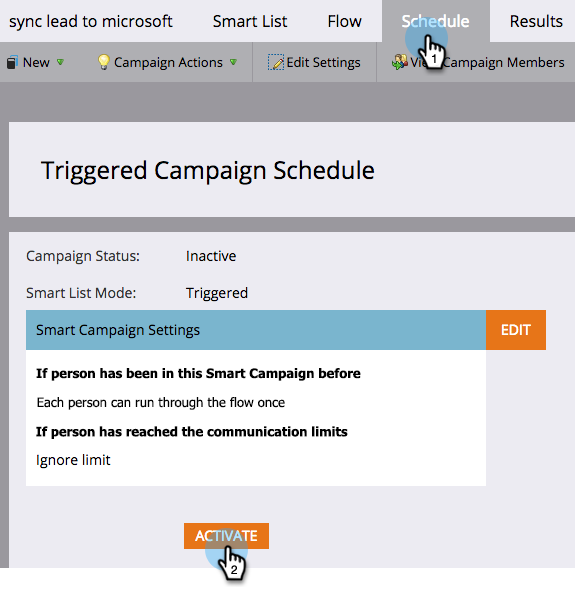 sync lead to microsoft Smart List Flow Schedule Results
New Campaign Actions Edit Settings View Campaign Members
1
Triggered Campaign Schedule
Campaign Status: Inactive
Smart List Mode: Triggered
Smart Campaign Settings EDIT
If person has been in this Smart Campaign before
Each person can run through the flow once
If person has reached the communication limits
Ignore limit
ACTIVATE
2